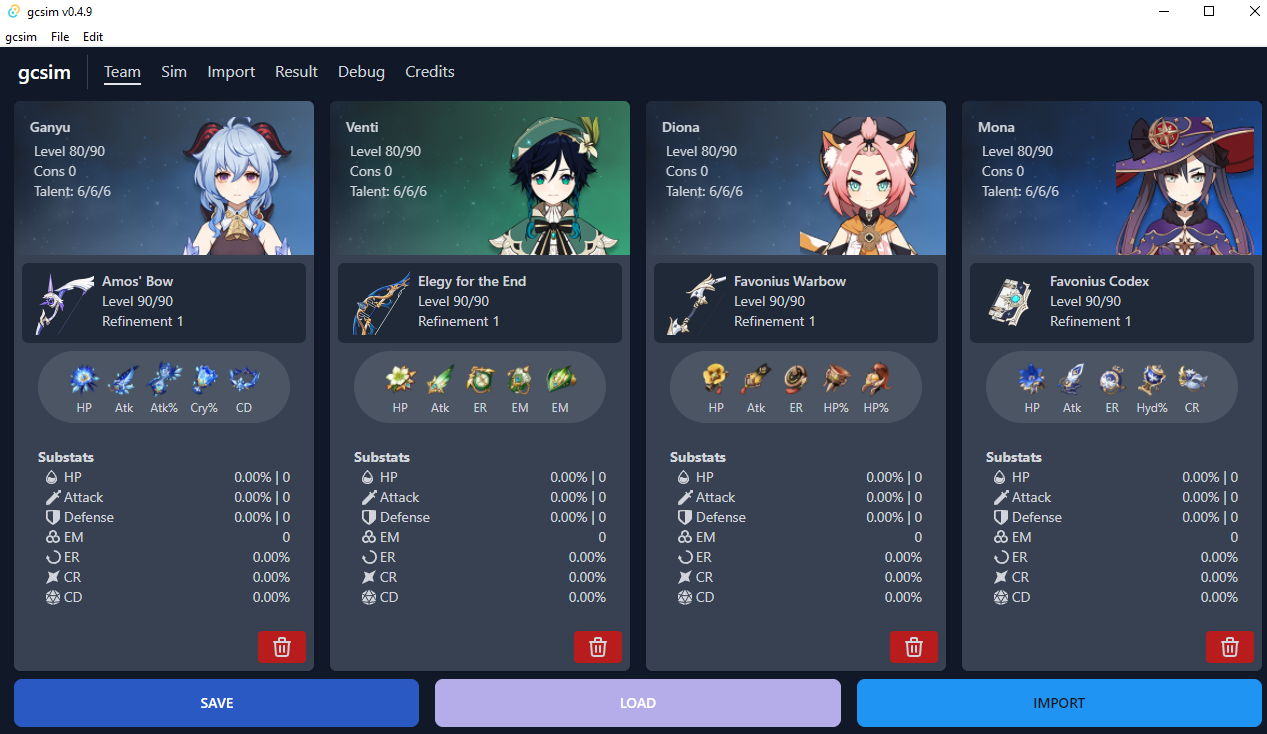 gcsim v0.4.9
gcsim File Edit
gcsim Team Sim Import Result Debug Credits
Ganyu
Level 80/90
Cons 0
Talent: 6/6/6
Amos' Bow
Level 90/90
Refinement 1
HP Atk Atk% Cry% CD
Substats
HP 0.00% | 0
Attack 0.00% | 0
Defense 0.00% | 0
EM 0
ER 0.00%
CR 0.00%
CD 0.00%
Venti
Level 80/90
Cons 0
Talent: 6/6/6
Elegy for the End
Level 90/90
Refinement 1
HP Atk ER EM EM
Substats
HP 0.00% | 0
Attack 0.00% | 0
Defense 0.00% | 0
EM 0
ER 0.00%
CR 0.00%
CD 0.00%
Diona
Level 80/90
Cons 0
Talent: 6/6/6
Favonius Warbow
Level 90/90
Refinement 1
HP Atk ER HP% HP%
Substats
HP 0.00% | 0
Attack 0.00% | 0
Defense 0.00% | 0
EM 0
ER 0.00%
CR 0.00%
CD 0.00%
Mona
Level 80/90
Cons 0
Talent: 6/6/6
Favonius Codex
Level 90/90
Refinement 1
HP Atk ER Hyd% CR
Substats
HP 0.00% | 0
Attack 0.00% | 0
Defense 0.00% | 0
EM 0
ER 0.00%
CR 0.00%
CD 0.00%
SAVE
LOAD
IMPORT